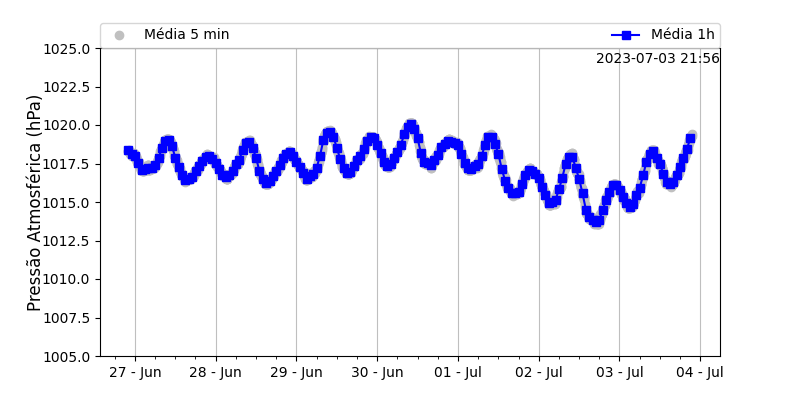 Média 5 min
Média 1h
2023-07-03 21:56
Pressão Atmosférica (hPa)
1025.0
1022.5
1020.0
1017.5
1015.0
1012.5
1010.0
1007.5
1005.0
27 - Jun
28 - Jun
29 - Jun
30 - Jun
01 - Jul
02 - Jul
03 - Jul
04 - Jul